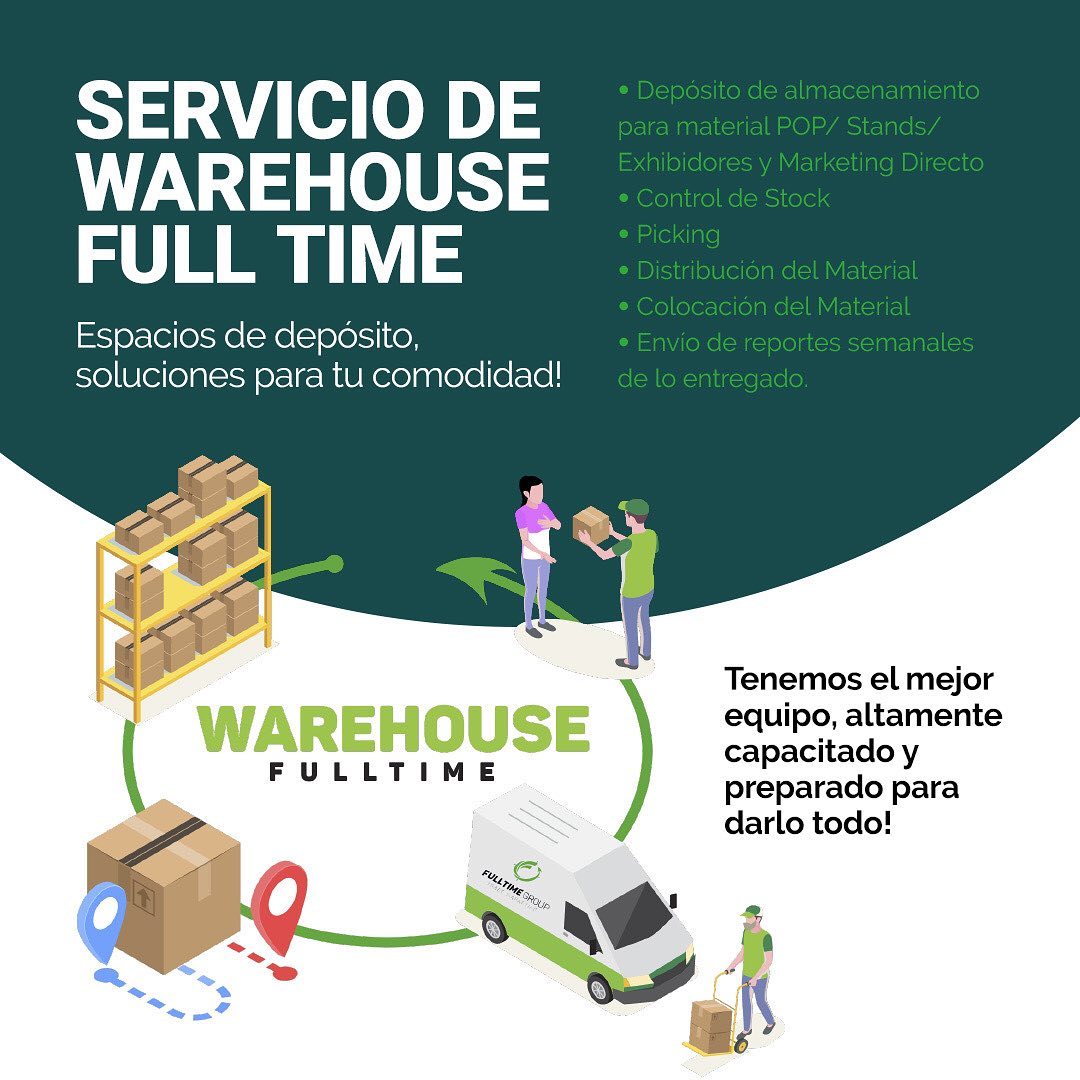 SERVICIO DE
WAREHOUSE
FULL TIME
Espacios de depósito,
soluciones para tu comodidad!
• Depósito de almacenamiento
para material POP/ Stands/
Exhibidores y Marketing Directo
• Control de Stock
• Picking
• Distribución del Material
• Colocación del Material
• Envío de reportes semanales
de lo entregado.
WAREHOUSE
FULLTIME
Tenemos el mejor
equipo, altamente
capacitado y
preparado para
darlo todo!
FULLTIME GROUP